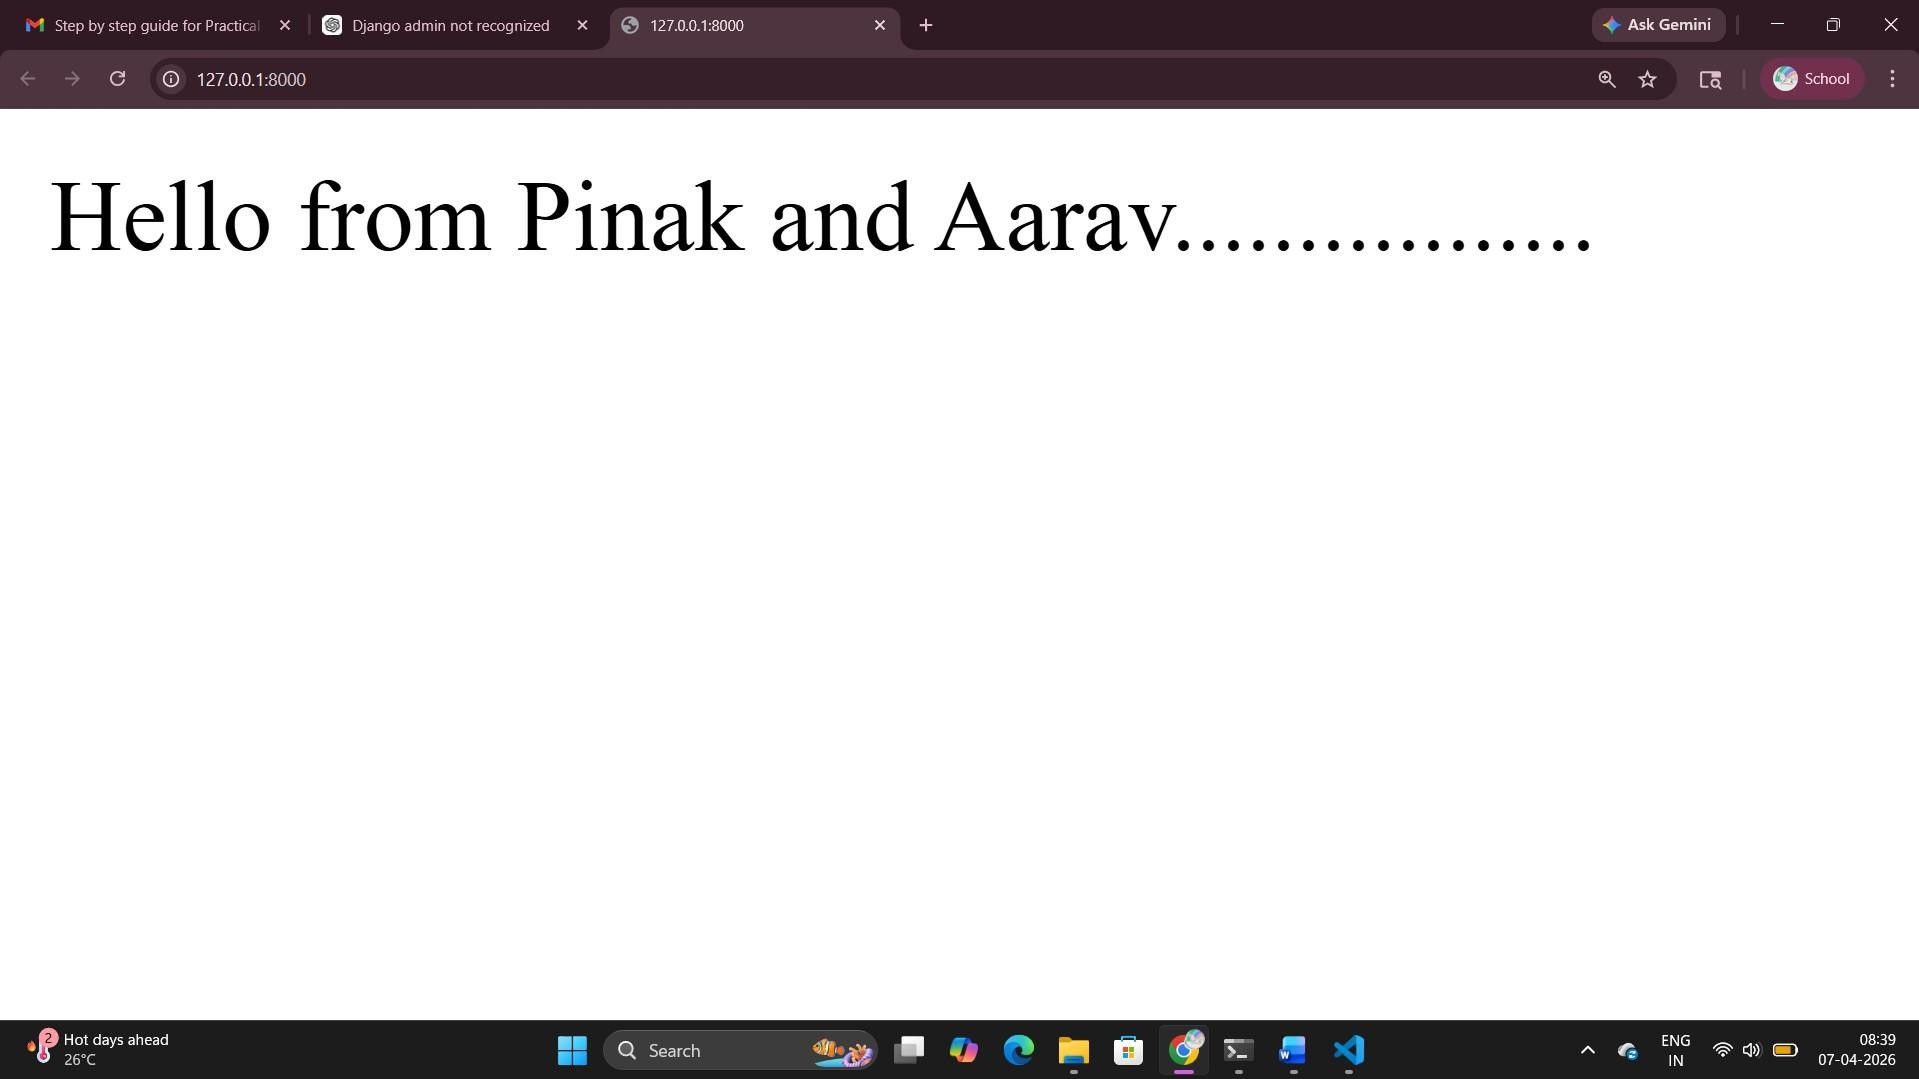 Step by step guide for Practical
Django admin not recognized
127.0.0.1:8000
Ask Gemini
127.0.0.1:8000
School
Hello from Pinak and Aarav.................
2
Hot days ahead
26°C
Search
W
ENG
IN
08:39
07-04-2026